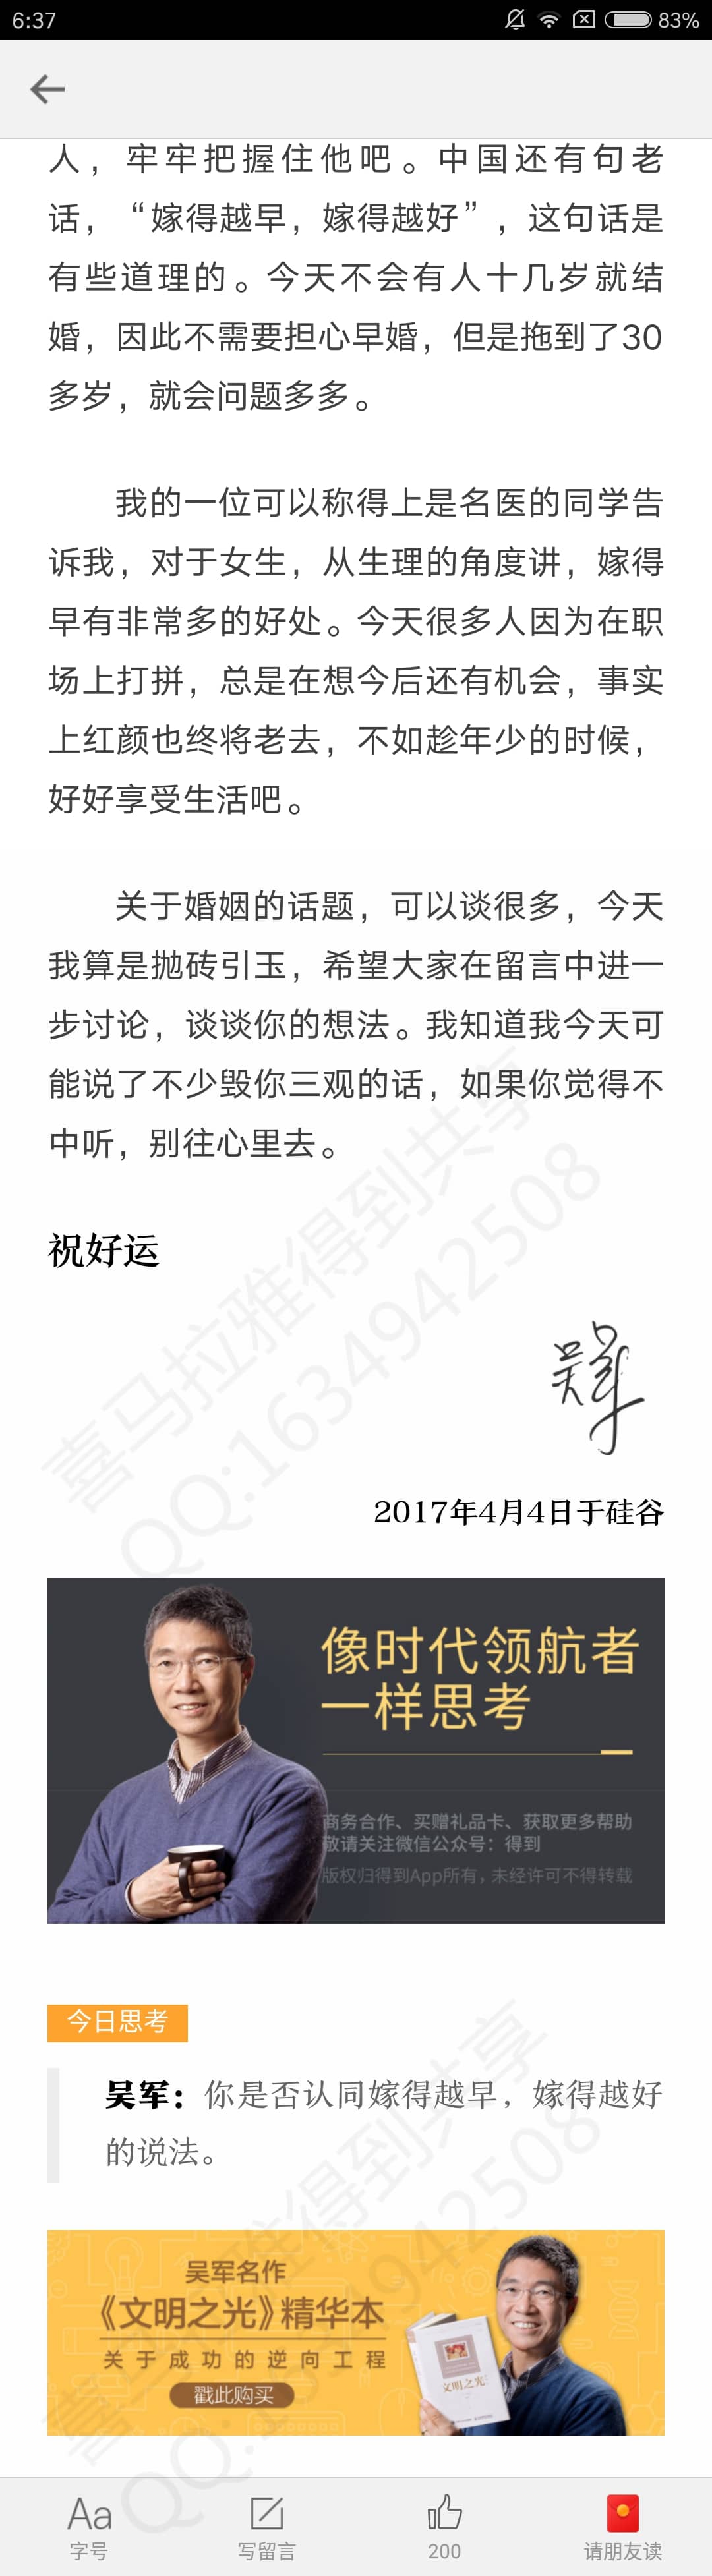 6:37
83%
人，牢牢把握住他吧。中国还有句老
话，“嫁得越早，嫁得越好”，这句话是
有些道理的。今天不会有人十几岁就结
婚，因此不需要担心早婚，但是拖到了30
多岁，就会问题多多。
我的一位可以称得上是名医的同学告
诉我，对于女生，从生理的角度讲，嫁得
早有非常多的好处。今天很多人因为在职
场上打拼，总是在想今后还有机会，事实
上红颜也终将老去，不如趁年少的时候，
好好享受生活吧。
关于婚姻的话题，可以谈很多，今天
我算是抛砖引玉，希望大家在留言中进一
步讨论，谈谈你的想法。我知道我今天可
能说了不少毁你三观的话，如果你觉得不
中听，别往心里去。
喜马拉雅得到共享
QQ:1634942508
祝好运
吴军
2017年4月4日于硅谷
像时代领航者
一样思考
商务合作、买赠礼品卡、获取更多帮助
敬请关注微信公众号：得到
版权归得到App所有，未经许可不得转载
今日思考
吴军：你是否认同嫁得越早，嫁得越好
的说法。
喜马拉雅得到共享
QQ:1634942508
吴军名作
《文明之光》精华本
关于成功的逆向工程
戳此购买
文明之光
Aa
字号
写留言
200
请朋友读